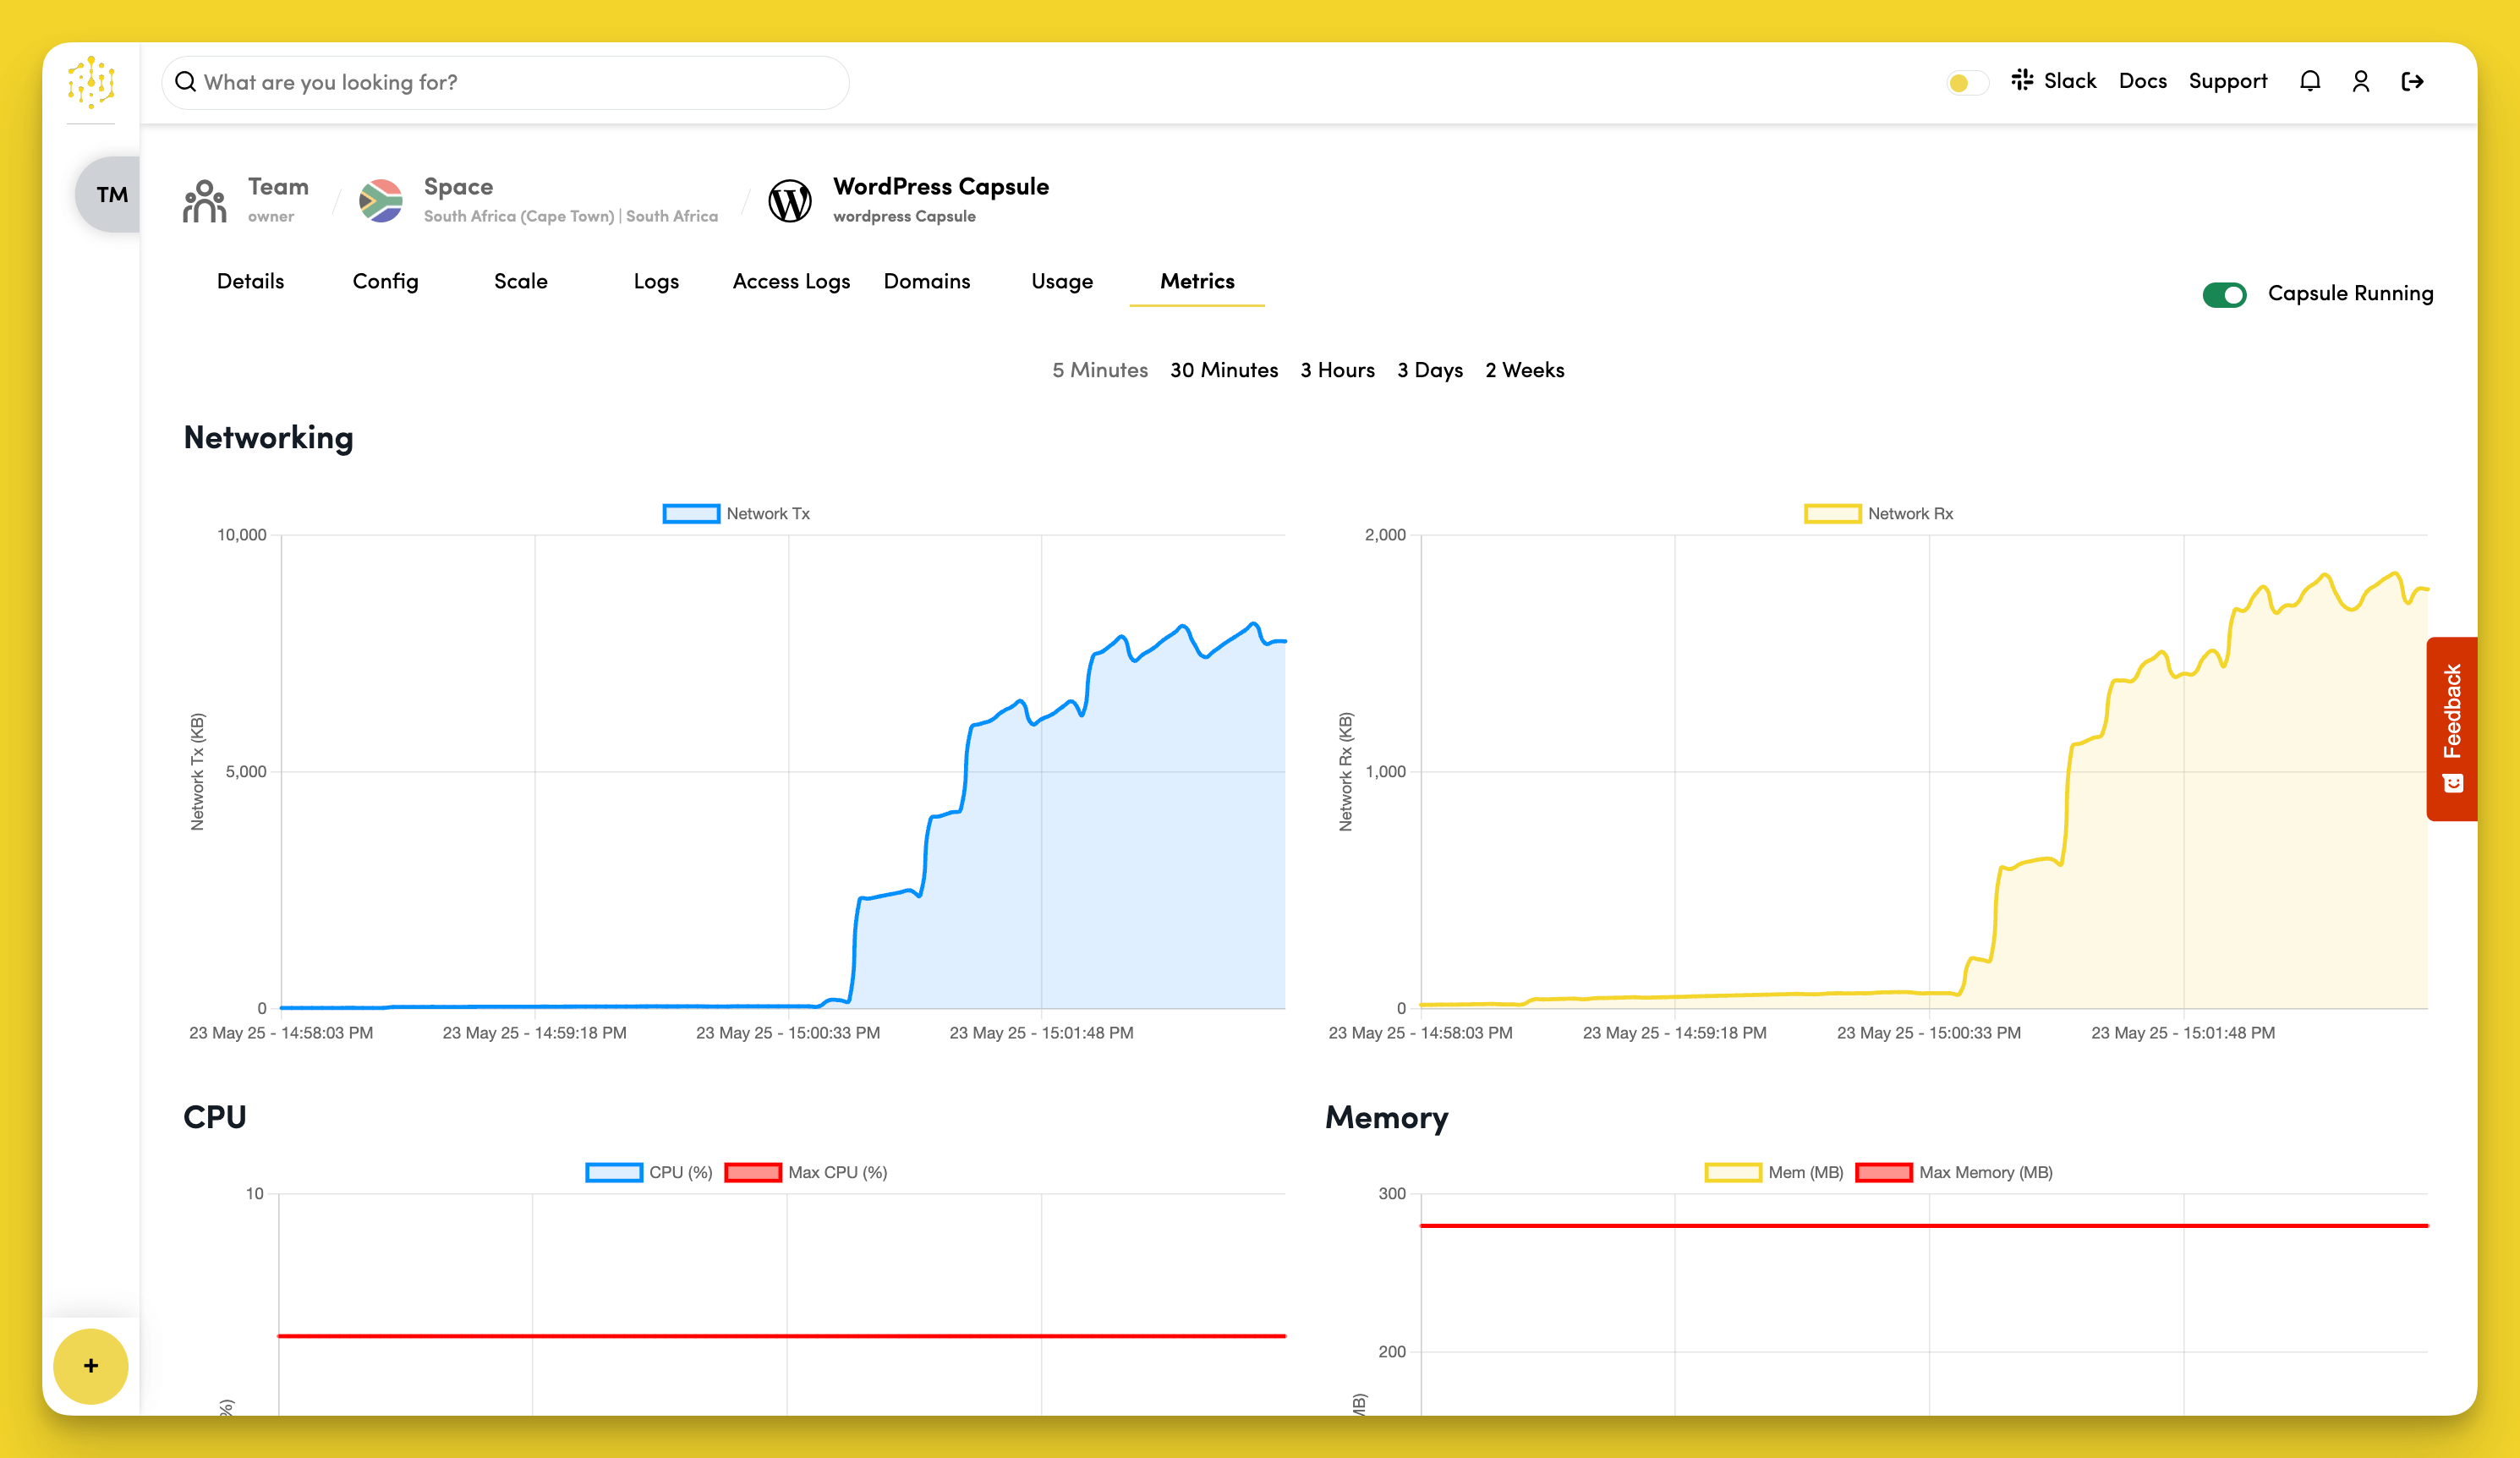 What are you looking for?
Slack Docs Support
TM
Team
owner
Space
South Africa (Cape Town) | South Africa
WordPress Capsule
wordpress Capsule
Details Config Scale Logs Access Logs Domains Usage Metrics
Capsule Running
5 Minutes 30 Minutes 3 Hours 3 Days 2 Weeks
Networking
Network Tx
10,000
5,000
0
Network Tx (KB)
23 May 25 - 14:58:03 PM 23 May 25 - 14:59:18 PM 23 May 25 - 15:00:33 PM 23 May 25 - 15:01:48 PM
Network Rx
2,000
1,000
0
Network Rx (KB)
23 May 25 - 14:58:03 PM 23 May 25 - 14:59:18 PM 23 May 25 - 15:00:33 PM 23 May 25 - 15:01:48 PM
Feedback
CPU
CPU (%) Max CPU (%)
10
%)
Memory
Mem (MB) Max Memory (MB)
300
200
MB)
+